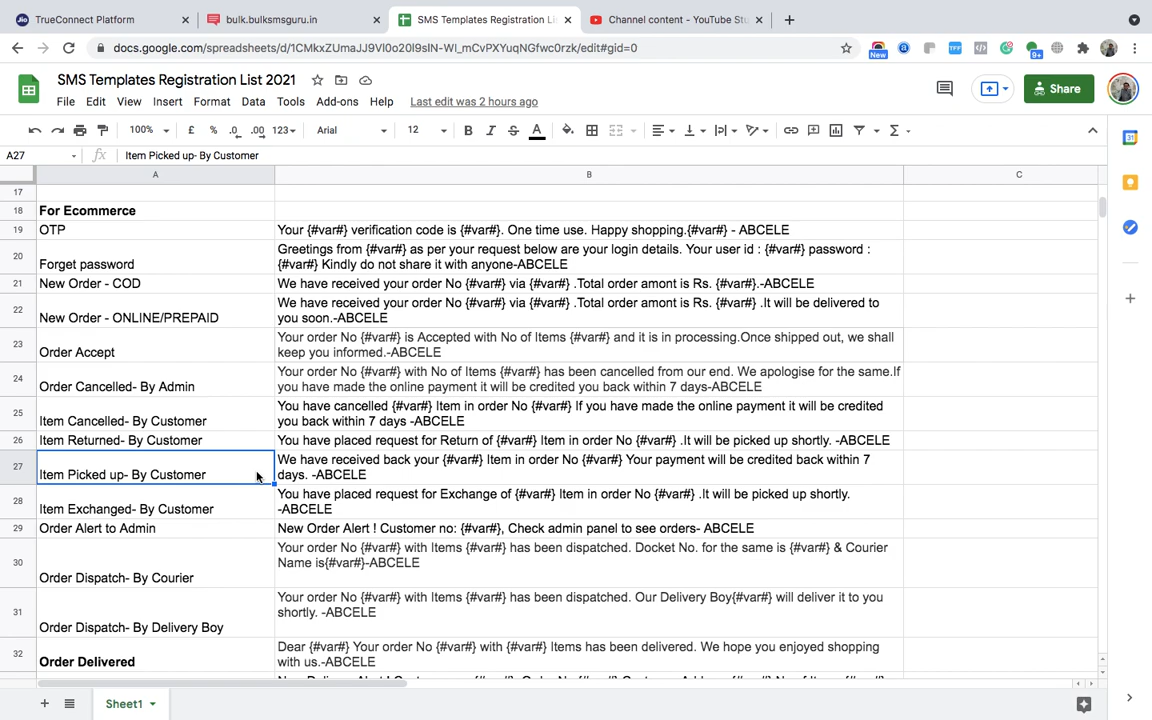 TrueConnect Platform
bulk.bulksmsguru.in
SMS Templates Registration Lis
Channel content - YouTube Stu
docs.google.com/spreadsheets/d/1CMkxZUmaJJ9Vl0o20I9sIN-WI_mCvPXYuqNGfwc0rzk/edit#gid=0
New
TFF
9+
SMS Templates Registration List 2021
File Edit View Insert Format Data Tools Add-ons Help Last edit was 2 hours ago
Share
100% £ % .0 .00 123 Arial 12 B I S A
31
A27 fx Item Picked up- By Customer
A B C
17
18 For Ecommerce
19 OTP Your {#var#} verification code is {#var#}. One time use. Happy shopping.{#var#} - ABCELE
Greetings from {#var#} as per your request below are your login details. Your user id : {#var#} password :
20 Forget password {#var#} Kindly do not share it with anyone-ABCELE
21 New Order - COD We have received your order No {#var#} via {#var#} .Total order amont is Rs. {#var#}.-ABCELE
We have received your order No {#var#} via {#var#} .Total order amont is Rs. {#var#} .It will be delivered to
22 New Order - ONLINE/PREPAID you soon.-ABCELE
Your order No {#var#} is Accepted with No of Items {#var#} and it is in processing.Once shipped out, we shall
23 Order Accept keep you informed.-ABCELE
Your order No {#var#} with No of Items {#var#} has been cancelled from our end. We apologise for the same.If
24 Order Cancelled- By Admin you have made the online payment it will be credited you back within 7 days-ABCELE
You have cancelled {#var#} Item in order No {#var#} If you have made the online payment it will be credited
25 Item Cancelled- By Customer you back within 7 days -ABCELE
26 Item Returned- By Customer You have placed request for Return of {#var#} Item in order No {#var#} .It will be picked up shortly. -ABCELE
We have received back your {#var#} Item in order No {#var#} Your payment will be credited back within 7
27 Item Picked up- By Customer days. -ABCELE
You have placed request for Exchange of {#var#} Item in order No {#var#} .It will be picked up shortly.
28 Item Exchanged- By Customer -ABCELE
29 Order Alert to Admin New Order Alert ! Customer no: {#var#}, Check admin panel to see orders- ABCELE
Your order No {#var#} with Items {#var#} has been dispatched. Docket No. for the same is {#var#} & Courier
30 Name is{#var#}-ABCELE
Order Dispatch- By Courier
Your order No {#var#} with Items {#var#} has been dispatched. Our Delivery Boy{#var#} will deliver it to you
31 shortly. -ABCELE
Order Dispatch- By Delivery Boy
Dear {#var#} Your order No {#var#} with {#var#} Items has been delivered. We hope you enjoyed shopping
32 Order Delivered with us.-ABCELE
Sheet1